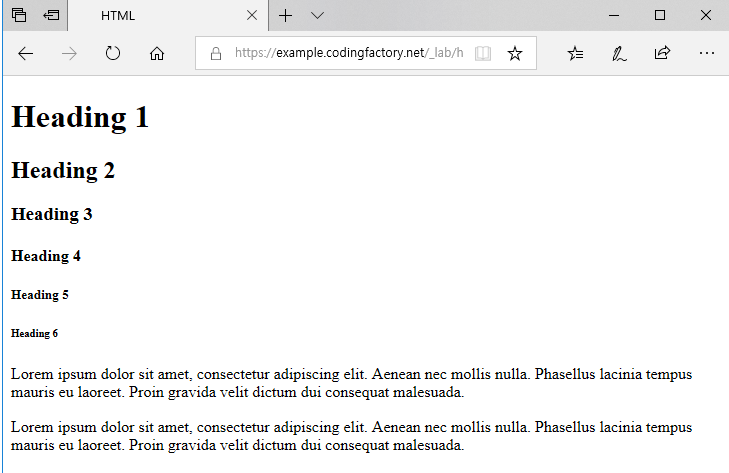 HTML
https://example.codingfactory.net/_lab/h
Heading 1
Heading 2
Heading 3
Heading 4
Heading 5
Heading 6
Lorem ipsum dolor sit amet, consectetur adipiscing elit. Aenean nec mollis nulla. Phasellus lacinia tempus
mauris eu laoreet. Proin gravida velit dictum dui consequat malesuada.
Lorem ipsum dolor sit amet, consectetur adipiscing elit. Aenean nec mollis nulla. Phasellus lacinia tempus
mauris eu laoreet. Proin gravida velit dictum dui consequat malesuada.